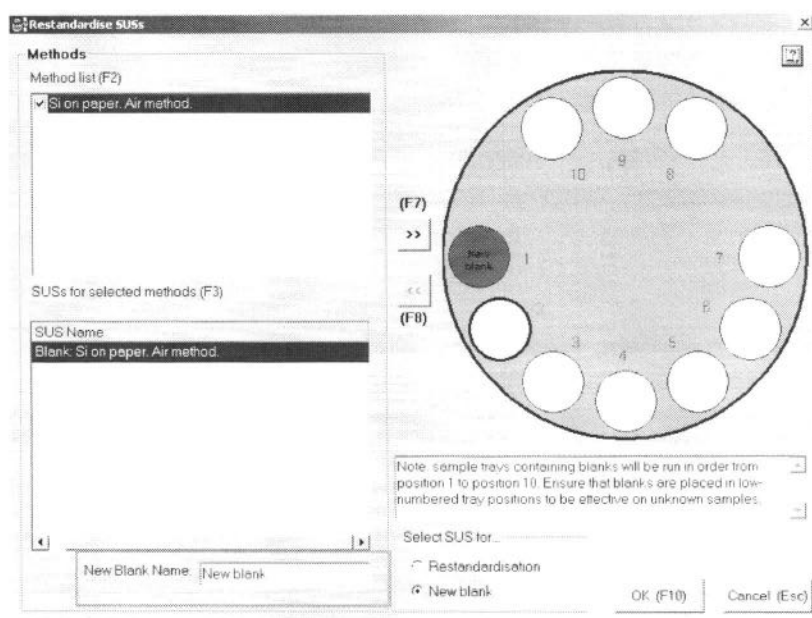 Restandardise SUSs
Methods
Method list (F2)
Si on paper. Air method.
SUSs for selected methods (F3)
SUS Name
Blank: Si on paper. Air method.
New Blank Name: New blank
(F7)
>>
<<
(F8)
10
9
8
blank
1
7
6
3
4
5
Note: sample trays containing blanks will be run in order from
position 1 to position 10. Ensure that blanks are placed in low-
numbered tray positions to be effective on unknown samples.
Select SUS for...
Restandardisation
New blank
OK (F10)
Cancel (Esc)